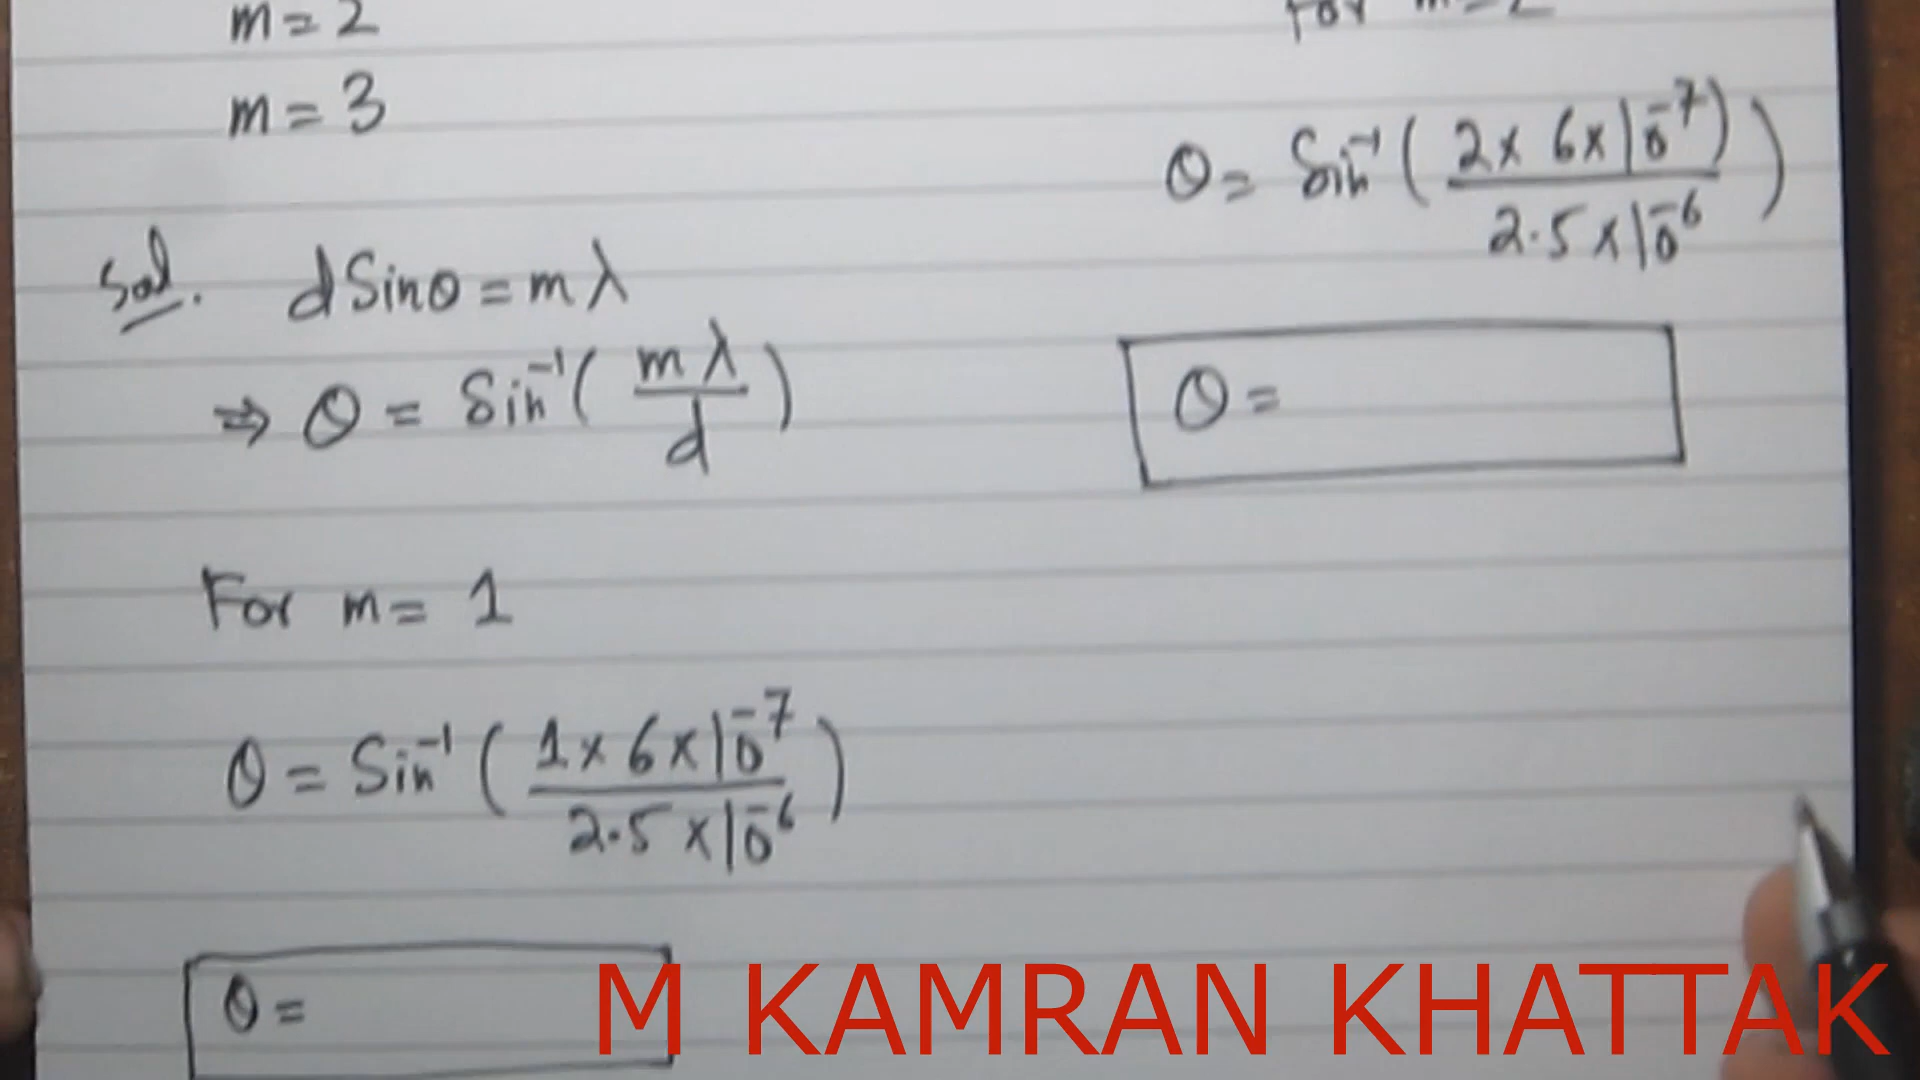 m = 2
m = 3
Sol. d Sinθ = mλ
⇒ θ = Sin⁻¹ ( mλ / d )
For m = 1
θ = Sin⁻¹ ( 1 × 6 × 10⁻⁷ / 2.5 × 10⁻⁶ )
θ =
For m = 2
θ = Sin⁻¹ ( 2 × 6 × 10⁻⁷) / 2.5 × 10⁻⁶ )
θ =
M KAMRAN KHATTAK